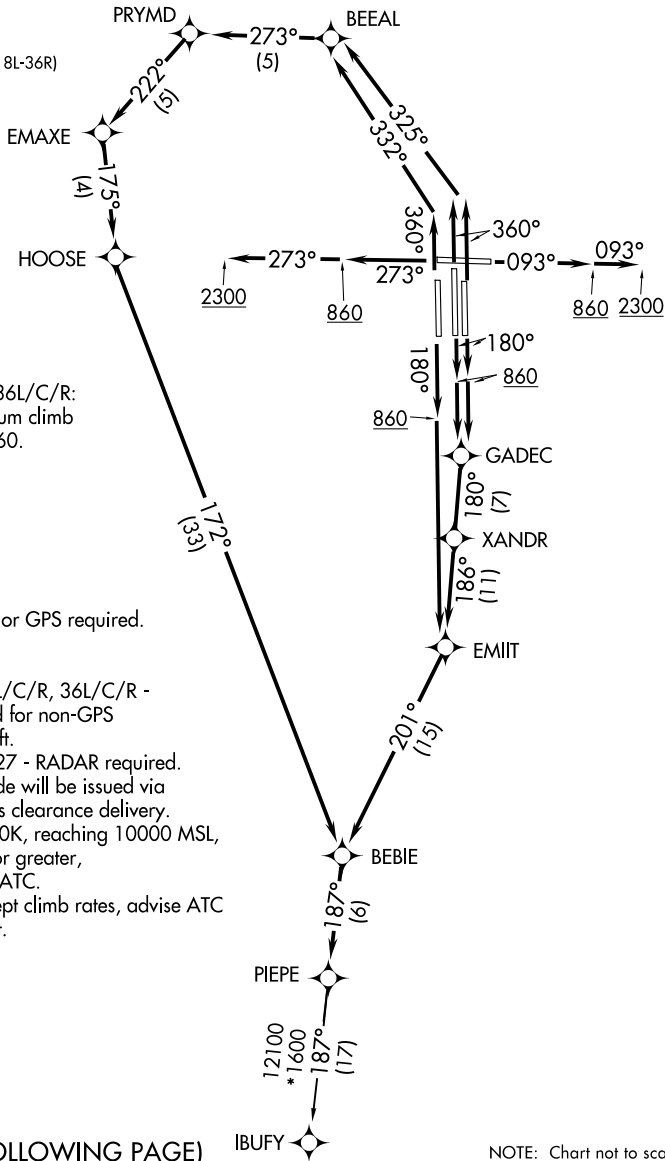 PRYMD
BEEAL
273°
(5)
8L-36R)
222°
(5)
EMAXE
325°
332°
175°
(4)
360°
360°
HOOSE
273°
273°
093°
093°
2300
860
860
2300
180°
180°
860
36L/C/R:
um climb
60.
860
GADEC
180°
(7)
172°
(33)
XANDR
186°
(11)
or GPS required.
EMIIT
L/C/R, 36L/C/R -
d for non-GPS
ft.
27 - RADAR required.
de will be issued via
s clearance delivery.
0K, reaching 10000 MSL,
or greater,
ATC.
ept climb rates, advise ATC
t.
201°
(15)
BEBIE
187°
(6)
PIEPE
12100
*1600
187°
(17)
OLLOWING PAGE)
IBUFY
NOTE: Chart not to sca